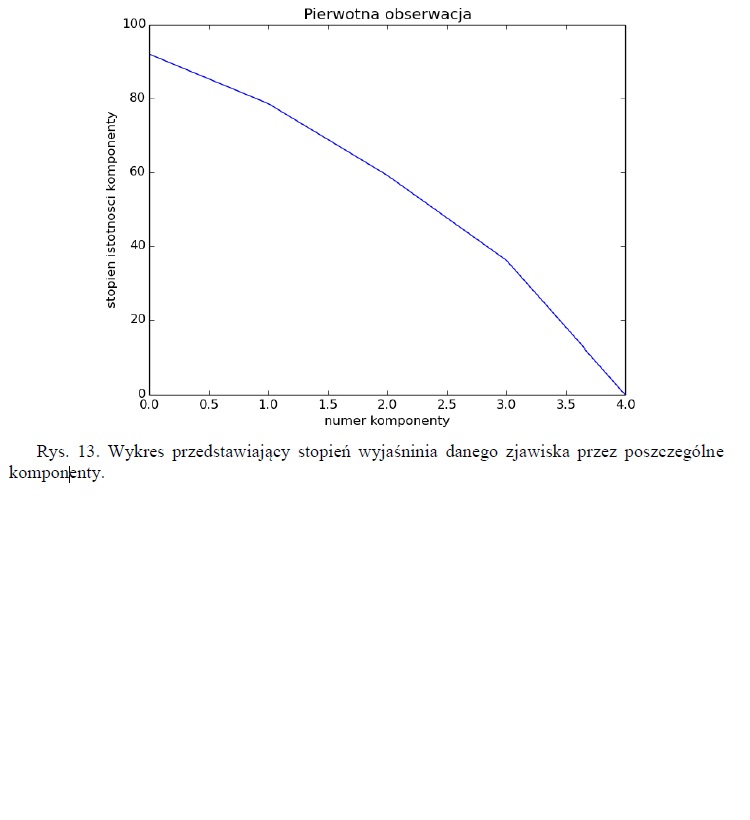 Pierwotna obserwacja
100
80
60
40
20
0
stopien istotnosci komponenty
0.0 0.5 1.0 1.5 2.0 2.5 3.0 3.5 4.0
numer komponenty
Rys. 13. Wykres przedstawiający stopień wyjaśninia danego zjawiska przez poszczególne
komponenty.